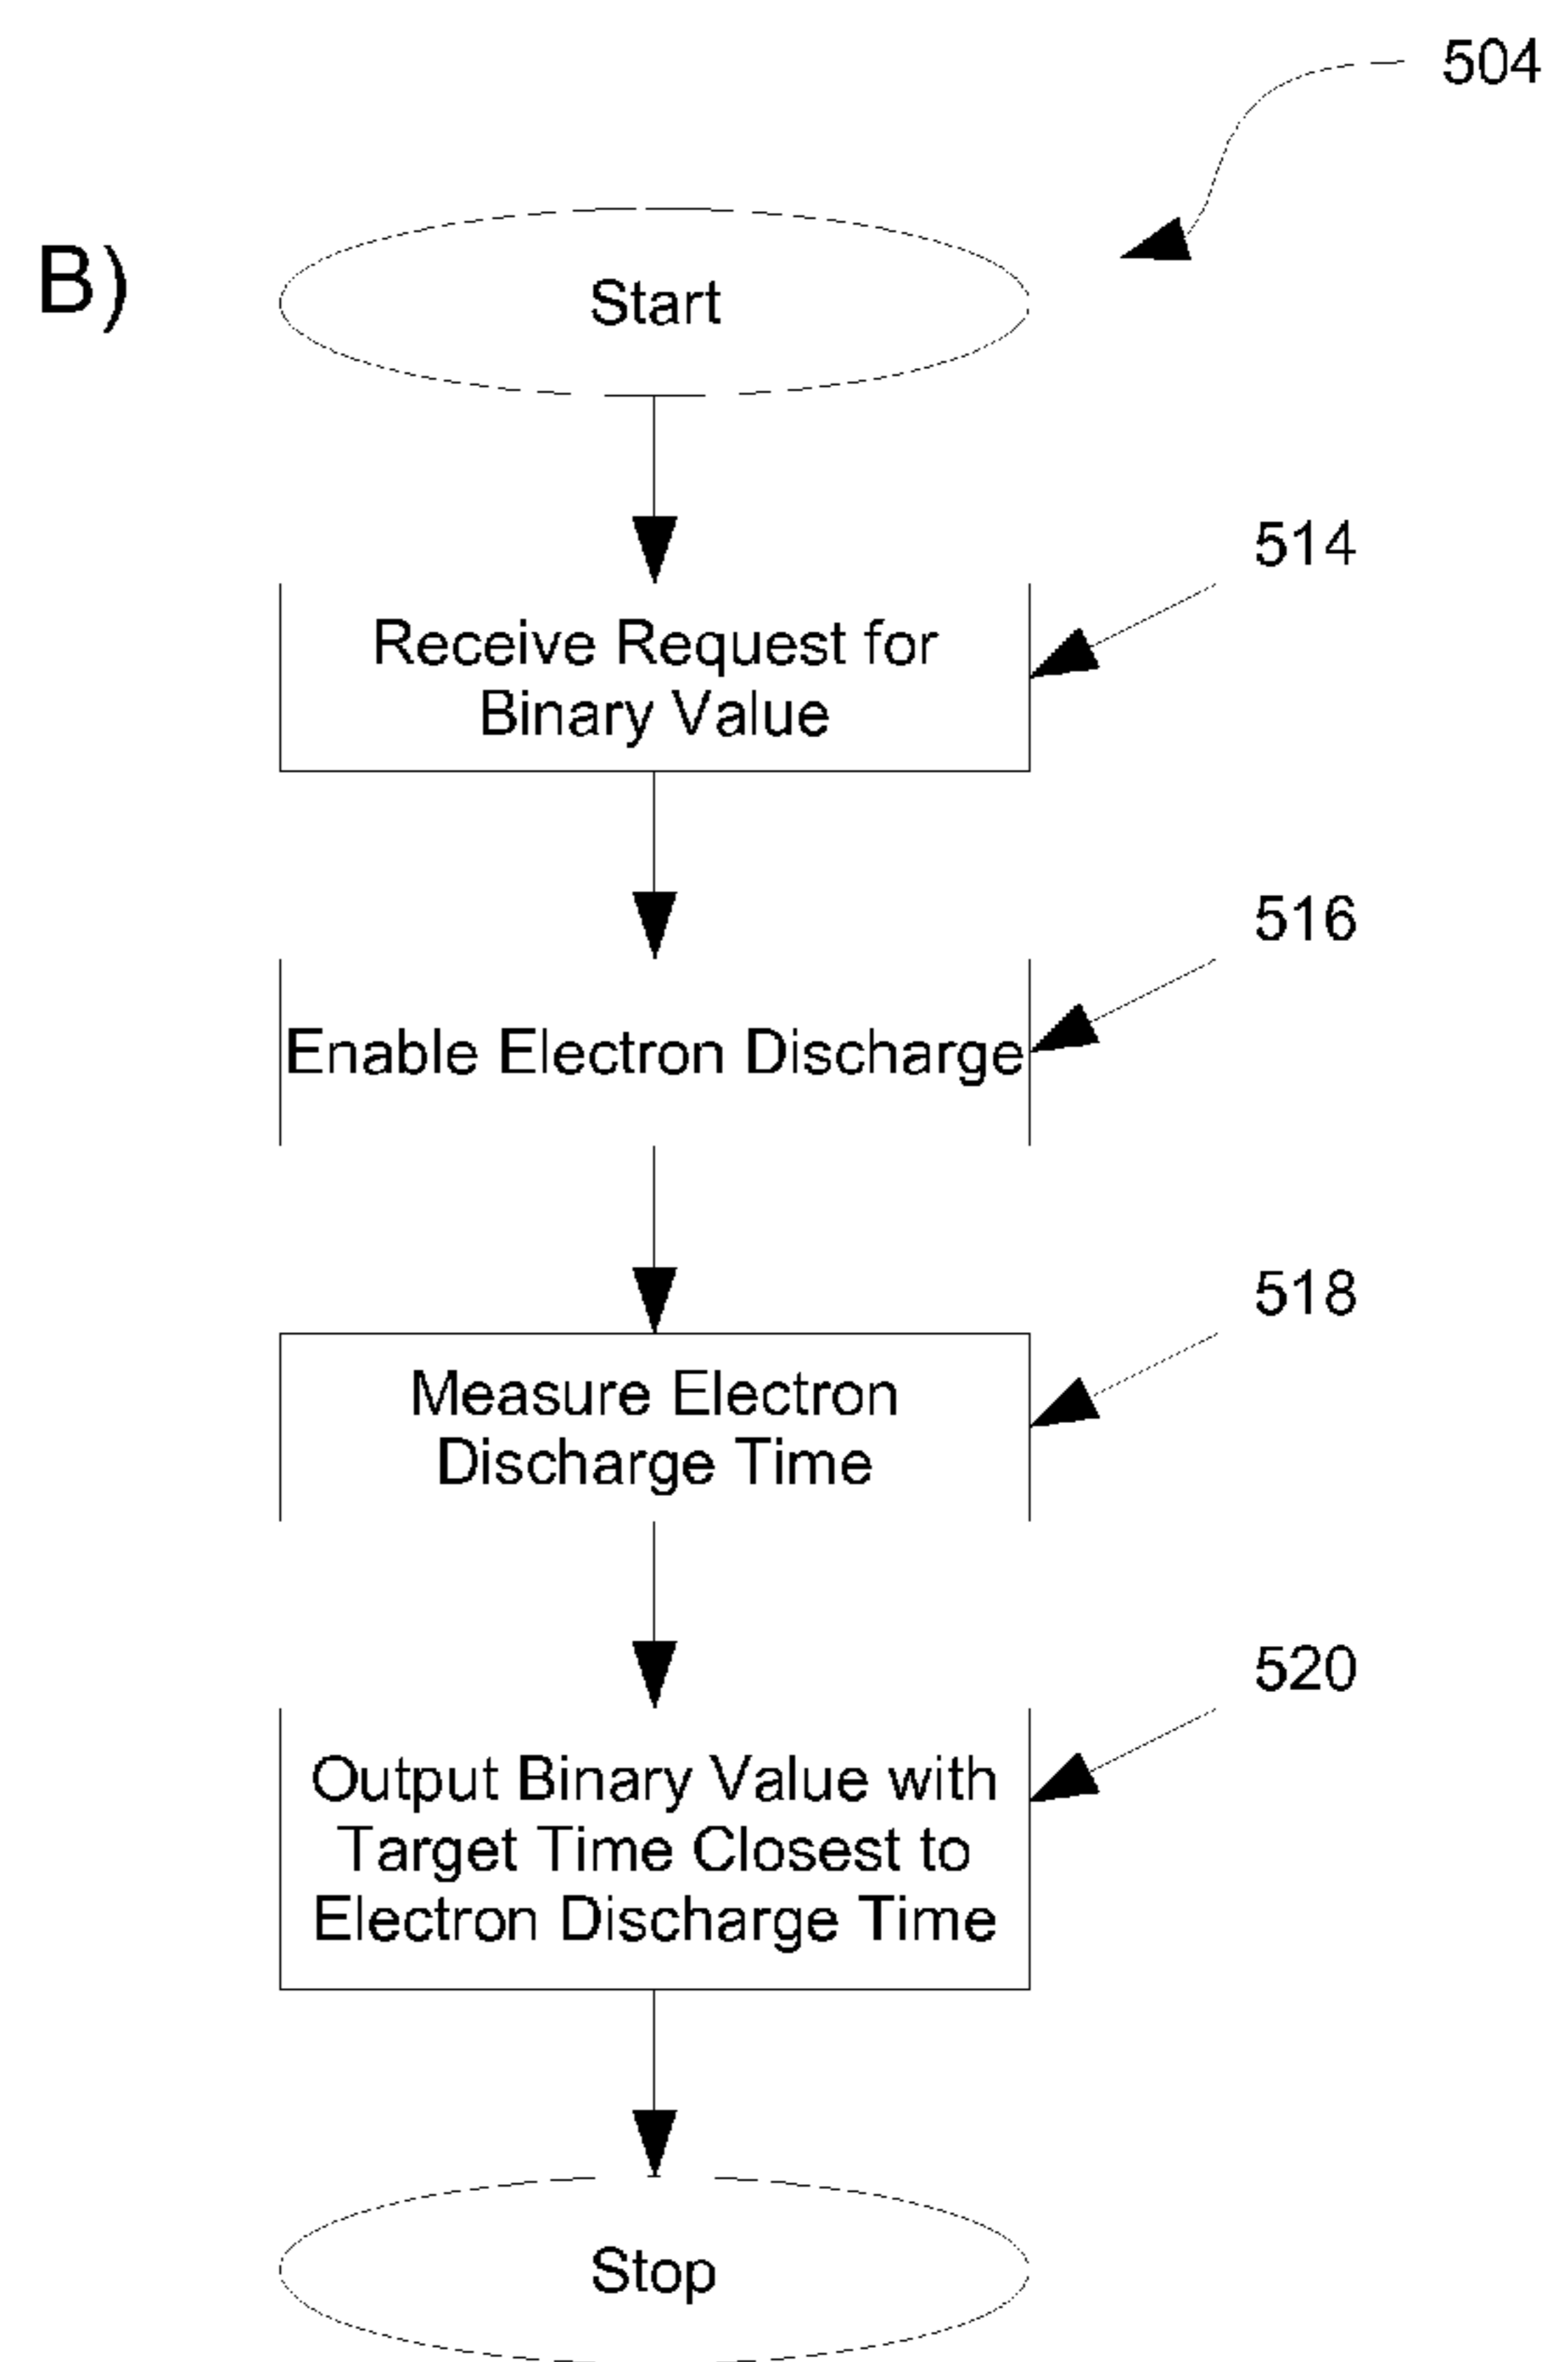 504
B)
Start
514
Receive Request for
Binary Value
516
Enable Electron Discharge
518
Measure Electron
Discharge Time
520
Output Binary Value with
Target Time Closest to
Electron Discharge Time
Stop